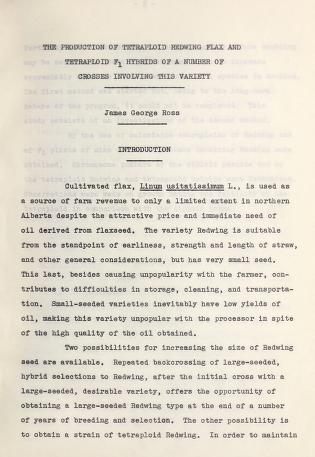 THE PRODUCTION OF TETRAPLOID REDWING FLAX AND
TETRAPLOID F1 HYBRIDS OF A NUMBER OF
CROSSES INVOLVING THIS VARIETY
James George Ross
INTRODUCTION
Cultivated flax, Linum usitatissimum L., is used as
a source of farm revenue to only a limited extent in northern
Alberta despite the attractive price and immediate need of
oil derived from flaxseed. The variety Redwing is suitable
from the standpoint of earliness, strength and length of straw,
and other general considerations, but has very small seed.
This last, besides causing unpopularity with the farmer, con-
tributes to difficulties in storage, cleaning, and transporta-
tion. Small-seeded varieties inevitably have low yields of
oil, making this variety unpopular with the processor in spite
of the high quality of the oil obtained.
Two possibilities for increasing the size of Redwing
seed are available. Repeated backcrossing of large-seeded,
hybrid selections to Redwing, after the initial cross with a
large-seeded, desirable variety, offers the opportunity of
obtaining a large-seeded Redwing type at the end of a number
of years of breeding and selection. The other possibility is
to obtain a strain of tetraploid Redwing. In order to maintain